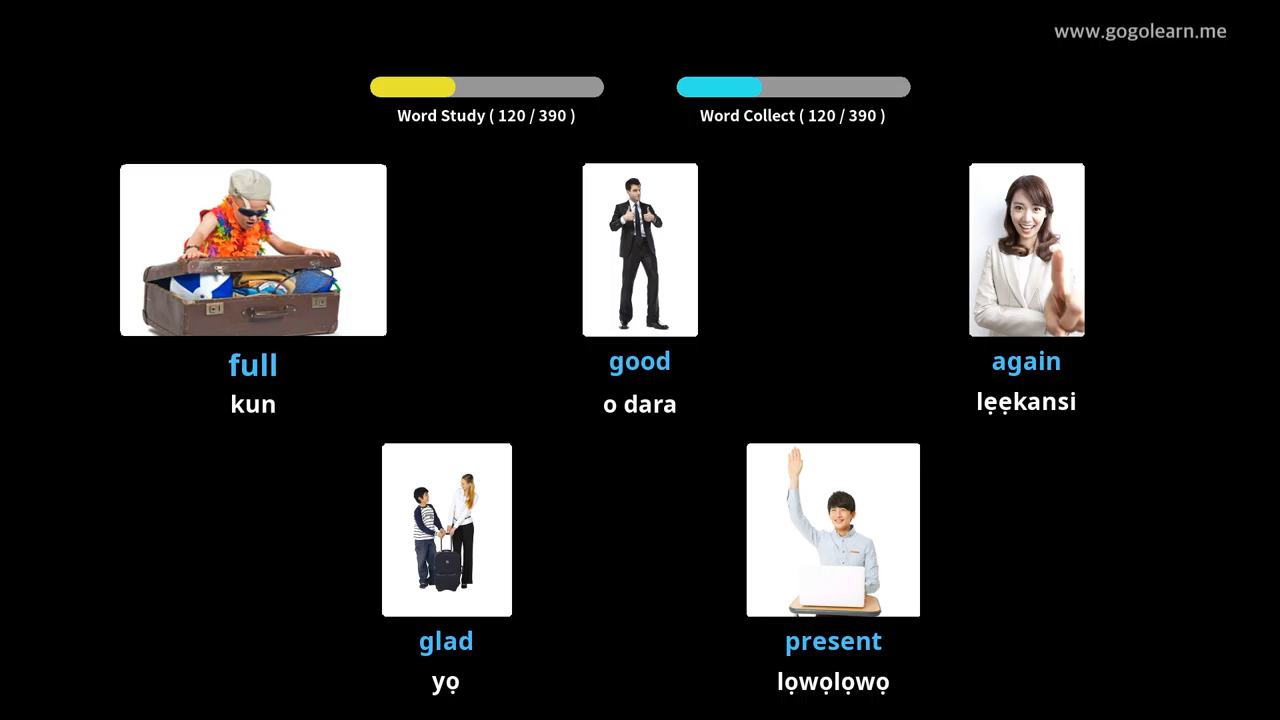 www.gogolearn.me
Word Study ( 120 / 390 )
Word Collect ( 120 / 390 )
full
kun
good
o dara
again
lẹẹkansi
glad
yọ
present
lọwọlọwọ